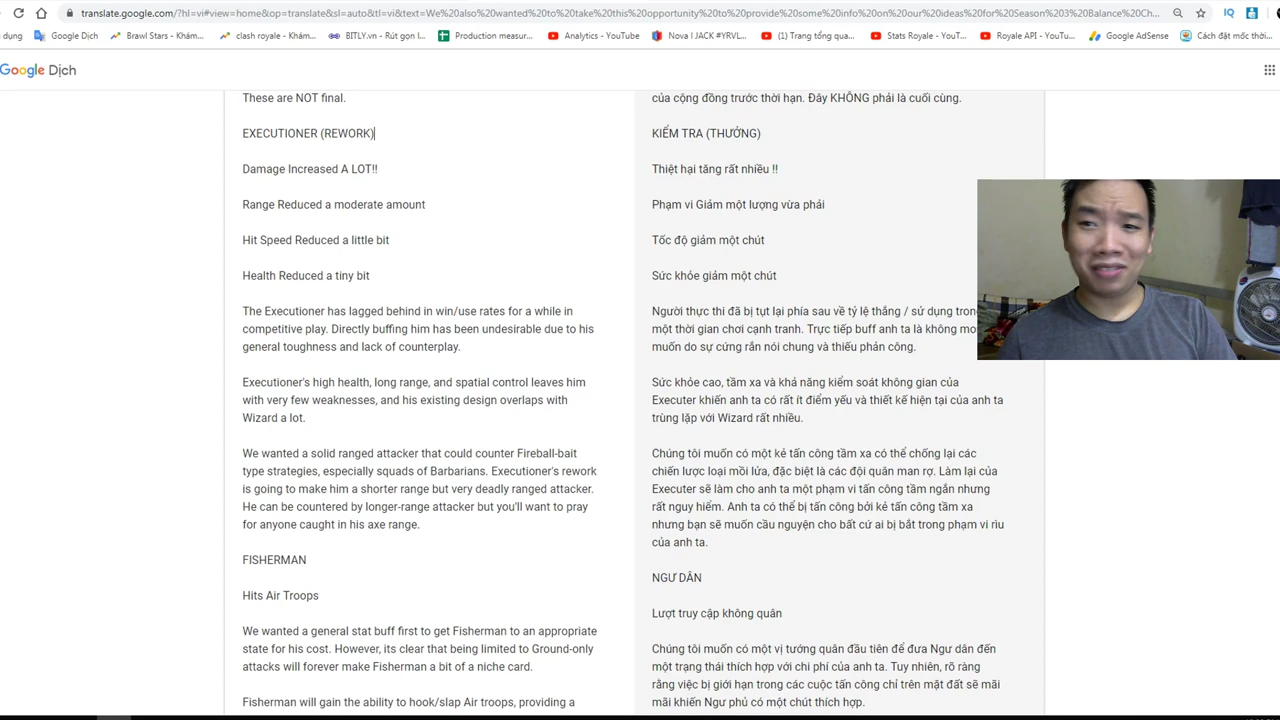 translate.google.com/?hl=vi#view=home&op=translate&sl=auto&tl=vi&text=We%20also%20wanted%20to%20take%20this%20opportunity%20to%20provide%20some%20info%20on%20our%20ideas%20for%20Season%203%20Balance%20Ch...
dụng Google Dịch Brawl Stars - Khám... clash royale - Khám... BITLY.vn - Rút gọn l... Production measur... Analytics - YouTube Nova l JACK #YRVL... (1) Trang tổng qua... Stats Royale - YouT... Royale API - YouTu... Google AdSense Cách đặt mốc thời...
Google Dịch
These are NOT final.
EXECUTIONER (REWORK)
Damage Increased A LOT!!
Range Reduced a moderate amount
Hit Speed Reduced a little bit
Health Reduced a tiny bit
The Executioner has lagged behind in win/use rates for a while in
competitive play. Directly buffing him has been undesirable due to his
general toughness and lack of counterplay.
Executioner's high health, long range, and spatial control leaves him
with very few weaknesses, and his existing design overlaps with
Wizard a lot.
We wanted a solid ranged attacker that could counter Fireball-bait
type strategies, especially squads of Barbarians. Executioner's rework
is going to make him a shorter range but very deadly ranged attacker.
He can be countered by longer-range attacker but you'll want to pray
for anyone caught in his axe range.
FISHERMAN
Hits Air Troops
We wanted a general stat buff first to get Fisherman to an appropriate
state for his cost. However, its clear that being limited to Ground-only
attacks will forever make Fisherman a bit of a niche card.
Fisherman will gain the ability to hook/slap Air troops, providing a
của cộng đồng trước thời hạn. Đây KHÔNG phải là cuối cùng.
KIỂM TRA (THƯỞNG)
Thiệt hại tăng rất nhiều !!
Phạm vi Giảm một lượng vừa phải
Tốc độ giảm một chút
Sức khỏe giảm một chút
Người thực thi đã bị tụt lại phía sau về tỷ lệ thắng / sử dụng tron
một thời gian chơi cạnh tranh. Trực tiếp buff anh ta là không mo
muốn do sự cứng rắn nói chung và thiếu phản công.
Sức khỏe cao, tầm xa và khả năng kiểm soát không gian của
Executer khiến anh ta có rất ít điểm yếu và thiết kế hiện tại của anh ta
trùng lặp với Wizard rất nhiều.
Chúng tôi muốn có một kẻ tấn công tầm xa có thể chống lại các
chiến lược loại mồi lửa, đặc biệt là các đội quân man rợ. Làm lại của
Executer sẽ làm cho anh ta một phạm vi tấn công tầm ngắn nhưng
rất nguy hiểm. Anh ta có thể bị tấn công bởi kẻ tấn công tầm xa
nhưng bạn sẽ muốn cầu nguyện cho bất cứ ai bị bắt trong phạm vi rìu
của anh ta.
NGƯ DÂN
Lượt truy cập không quân
Chúng tôi muốn có một vị tướng quân đầu tiên để đưa Ngư dân đến
một trạng thái thích hợp với chi phí của anh ta. Tuy nhiên, rõ ràng
rằng việc bị giới hạn trong các cuộc tấn công chỉ trên mặt đất sẽ mãi
mãi khiến Ngư phủ có một chút thích hợp.